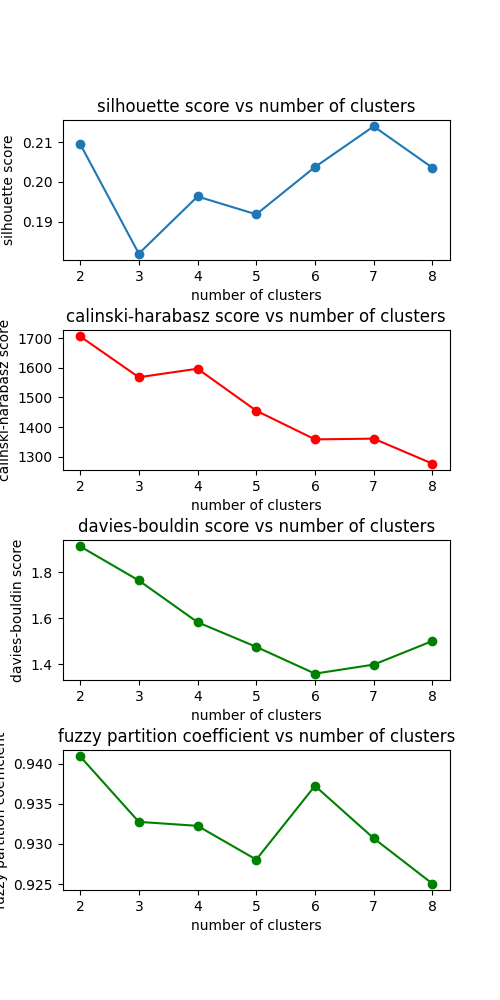 silhouette score vs number of clusters
silhouette score
0.21
0.20
0.19
2 3 4 5 6 7 8
number of clusters
calinski-harabasz score vs number of clusters
calinski-harabasz score
1700
1600
1500
1400
1300
2 3 4 5 6 7 8
number of clusters
davies-bouldin score vs number of clusters
davies-bouldin score
1.8
1.6
1.4
2 3 4 5 6 7 8
number of clusters
fuzzy partition coefficient vs number of clusters
fuzzy partition coefficient
0.940
0.935
0.930
0.925
2 3 4 5 6 7 8
number of clusters